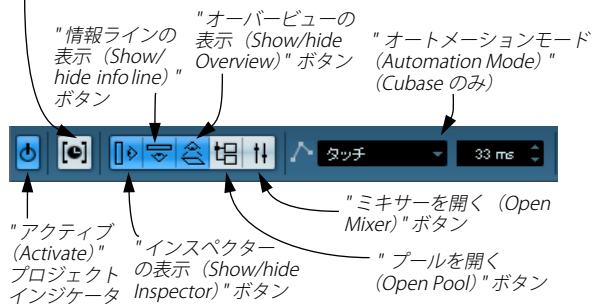 "オーバービューの
表示（Show/hide
Overview)" ボタン
"情報ラインの
表示（Show/
hide info line) "
ボタン
" オートメーションモード
(Automation Mode) "
（Cubase のみ）
タッチ
33 ms
"ミキサーを開く（Open
Mixer) "ボタン
"アクティブ
(Activate)"
プロジェクト
インジケータ
"インスペクター
の表示（Show/hide
Inspector)"ボタン
" プールを開く
(Open Pool) "ボタン